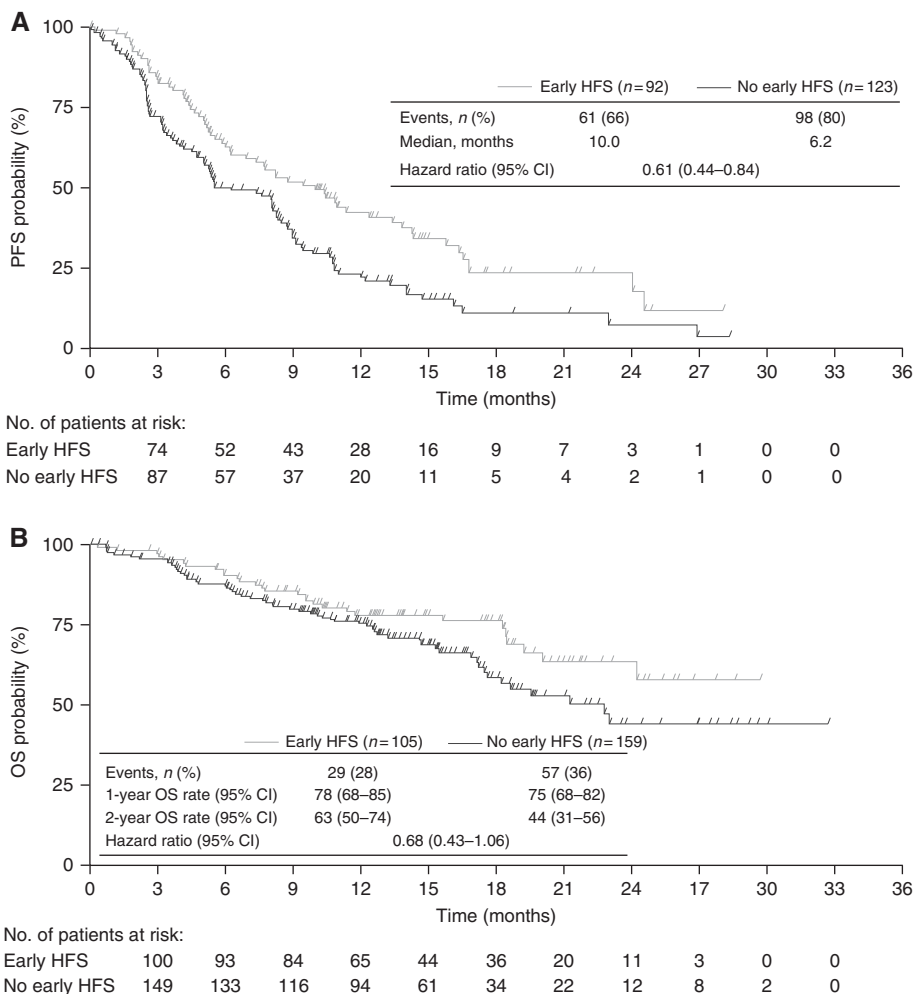 A
100
75
50
25
0
PFS probability (%)
Early HFS (n=92) No early HFS (n=123)
Events, n (%) 61 (66) 98 (80)
Median, months 10.0 6.2
Hazard ratio (95% CI) 0.61 (0.44–0.84)
0 3 6 9 12 15 18 21 24 27 30 33 36
Time (months)
No. of patients at risk:
Early HFS 74 52 43 28 16 9 7 3 1 0 0
No early HFS 87 57 37 20 11 5 4 2 1 0 0
B
100
75
50
25
0
OS probability (%)
Early HFS (n=105) No early HFS (n=159)
Events, n (%) 29 (28) 57 (36)
1-year OS rate (95% CI) 78 (68–85) 75 (68–82)
2-year OS rate (95% CI) 63 (50–74) 44 (31–56)
Hazard ratio (95% CI) 0.68 (0.43–1.06)
0 3 6 9 12 15 18 21 24 17 30 33 36
Time (months)
No. of patients at risk:
Early HFS 100 93 84 65 44 36 20 11 3 0 0
No early HFS 149 133 116 94 61 34 22 12 8 2 0